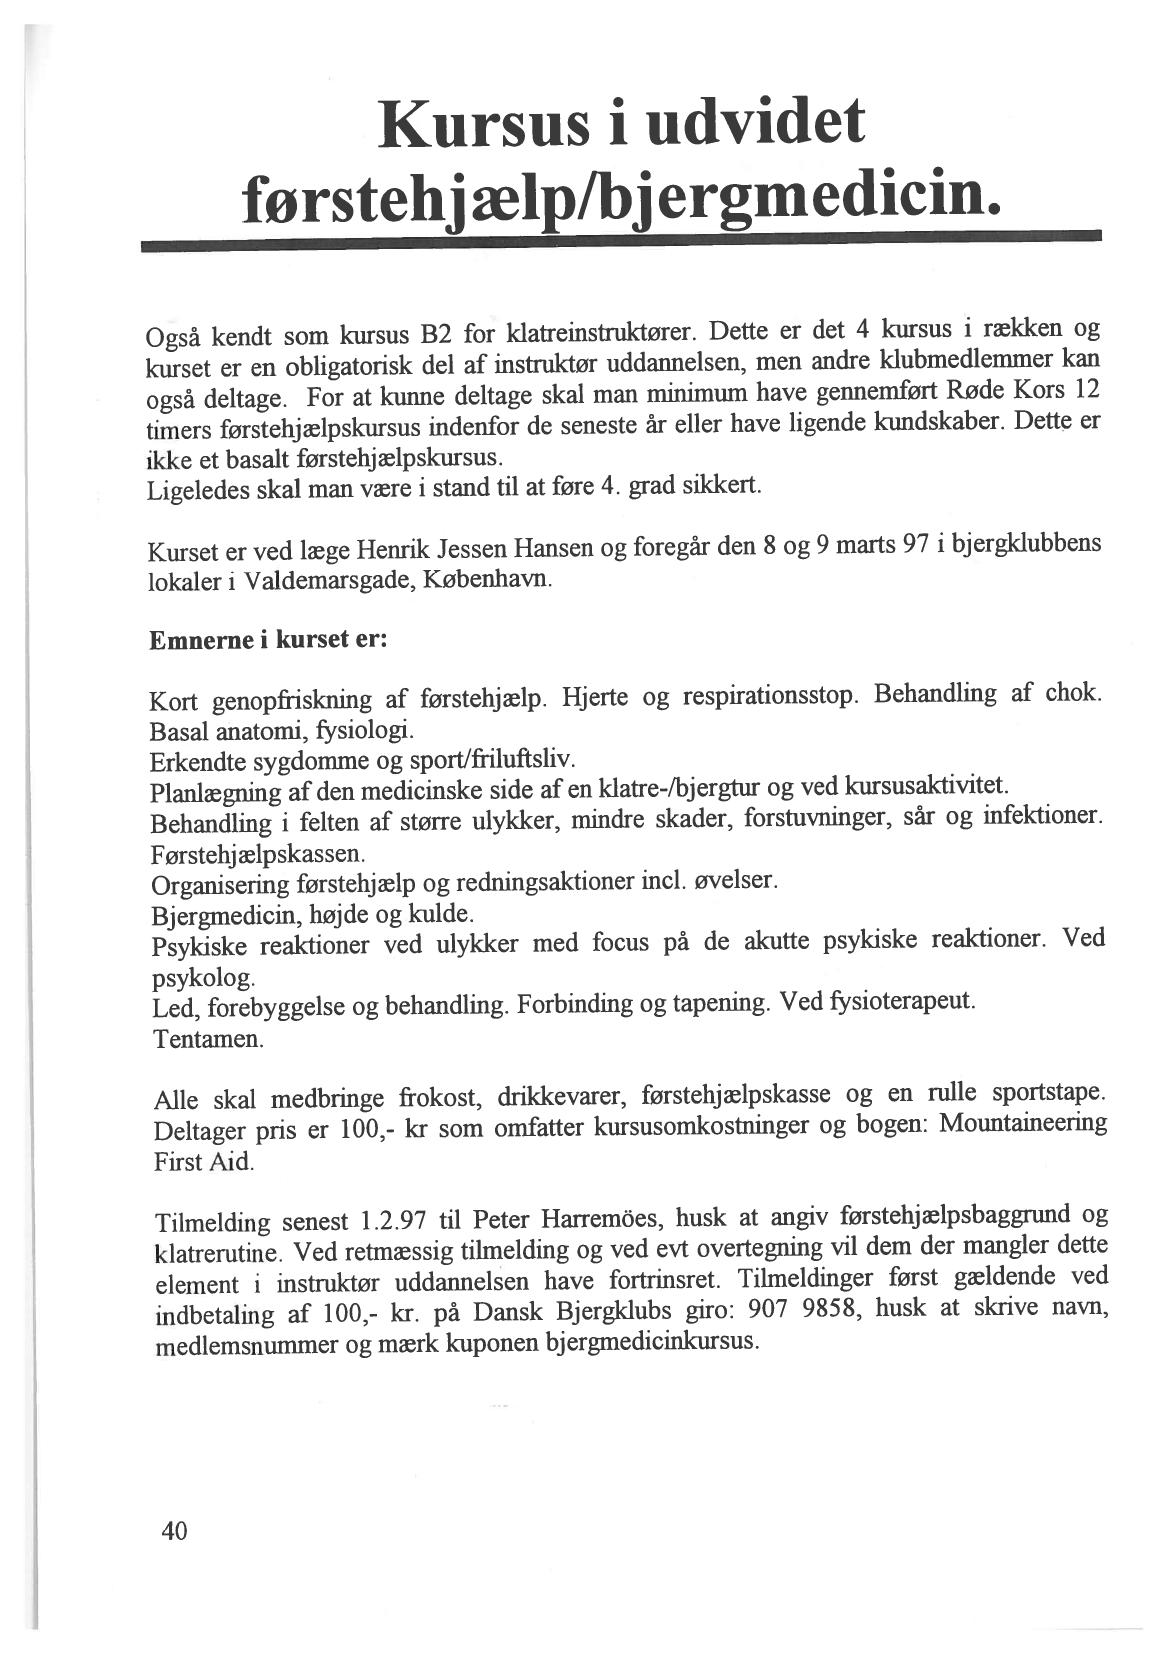 Kursus i udvidet
førstehjælp/bjergmedicin.
Også kendt som kursus B2 for klatreinstruktører. Dette er det 4 kursus i rækken og
kurset er en obligatorisk del af instruktør uddannelsen, men andre klubmedlemmer kan
også deltage. For at kunne deltage skal man minimum have gennemført Røde Kors 12
timers førstehjælpskursus indenfor de seneste år eller have ligende kundskaber. Dette er
ikke et basalt førstehjælpskursus.
Ligeledes skal man være i stand til at føre 4. grad sikkert.
Kurset er ved læge Henrik Jessen Hansen og foregår den 8 og 9 marts 97 i bjergklubbens
lokaler i Valdemarsgade, København.
Emnerne i kurset er:
Kort genopfriskning af førstehjælp. Hjerte og respirationsstop. Behandling af chok.
Basal anatomi, fysiologi.
Erkendte sygdomme og sport/friluftsliv.
Planlægning af den medicinske side af en klatre-/bjergtur og ved kursusaktivitet.
Behandling i felten af større ulykker, mindre skader, forstuvninger, sår og infektioner.
Førstehjælpskassen.
Organisering førstehjælp og redningsaktioner incl. øvelser.
Bjergmedicin, højde og kulde.
Psykiske reaktioner ved ulykker med focus på de akutte psykiske reaktioner. Ved
psykolog.
Led, forebyggelse og behandling. Forbinding og tapening. Ved fysioterapeut.
Tentamen.
Alle skal medbringe frokost, drikkevarer, førstehjælpskasse og en rulle sportstape.
Deltager pris er 100,- kr som omfatter kursusomkostninger og bogen: Mountaineering
First Aid.
Tilmelding senest 1.2.97 til Peter Harremöes, husk at angiv førstehjælpsbaggrund og
klatrerutine. Ved retmæssig tilmelding og ved evt overtegning vil dem der mangler dette
element i instruktør uddannelsen have fortrinsret. Tilmeldinger først gældende ved
indbetaling af 100,- kr. på Dansk Bjergklubs giro: 907 9858, husk at skrive navn,
medlemsnummer og mærk kuponen bjergmedicinkursus.
40